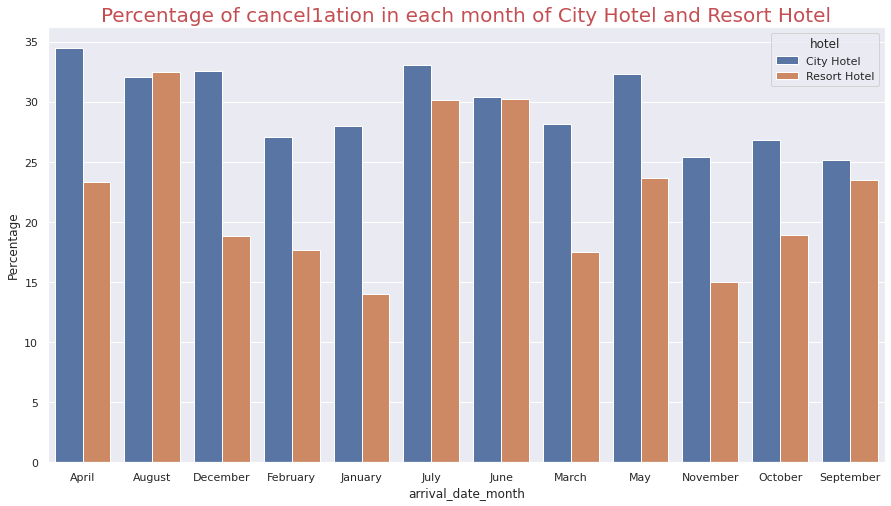 Percentage of cancel1ation in each month of City Hotel and Resort Hotel
hotel
City Hotel
Resort Hotel
Percentage
35
30
25
20
15
10
5
0
April August December February January July June March May November October September
arrival_date_month